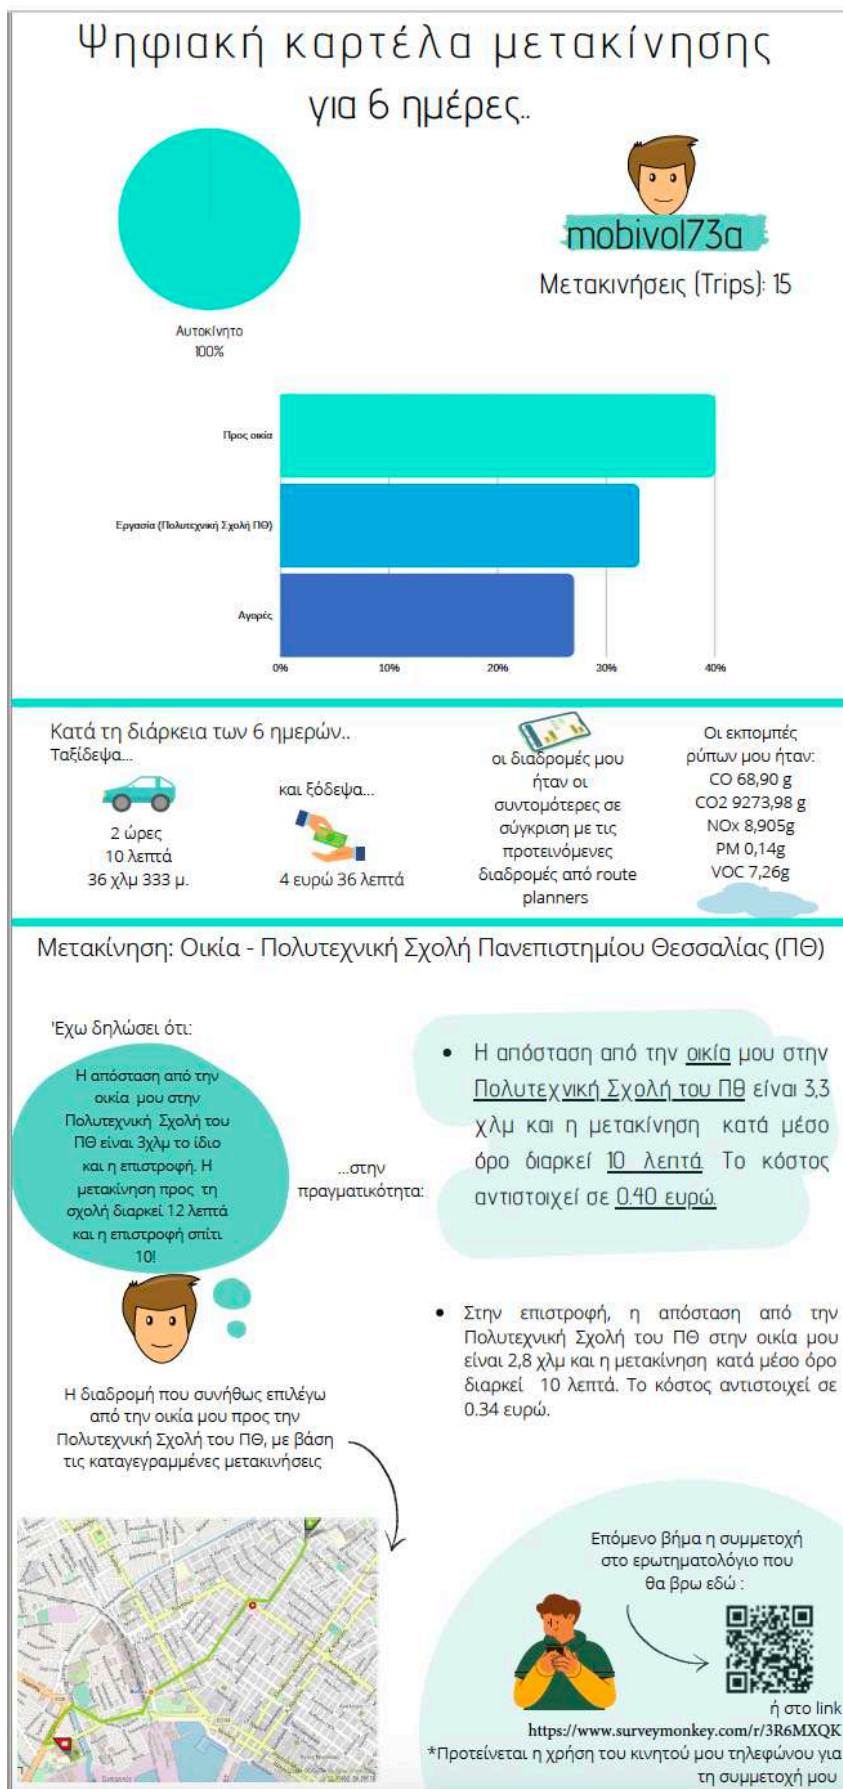 Ψηφιακή καρτέλα μετακίνησης
για 6 ημέρες..
mobivol73a
Μετακινήσεις (Trips): 15
Αυτοκίνητο
100%
Προς οικία
Εργασία (Πολυτεχνική Σχολή ΠΘ)
Αγορές
0%
10%
20%
30%
40%
Κατά τη διάρκεια των 6 ημερών..
Ταξίδεψα...
2 ώρες
10 λεπτά
36 χλμ 333 μ.
και ξόδεψα...
4 ευρώ 36 λεπτά
οι διαδρομές μου
ήταν οι
συντομότερες σε
σύγκριση με τις
προτεινόμενες
διαδρομές από route
planners
Οι εκπομπές
ρύπων μου ήταν:
CO 68,90 g
CO2 9273,98 g
NOx 8,905g
PM 0,14g
VOC 7,26g
Μετακίνηση: Οικία - Πολυτεχνική Σχολή Πανεπιστημίου Θεσσαλίας (ΠΘ)
'Εχω δηλώσει ότι:
Η απόσταση από την
οικία μου στην
Πολυτεχνική Σχολή του
ΠΘ είναι 3χλμ το ίδιο
και η επιστροφή. Η
μετακίνηση προς τη
σχολή διαρκεί 12 λεπτά
και η επιστροφή σπίτι
10!
...στην
πραγματικότητα:
• Η απόσταση από την οικία μου στην
Πολυτεχνική Σχολή του ΠΘ είναι 3,3
χλμ και η μετακίνηση κατά μέσο
όρο διαρκεί 10 λεπτά. Το κόστος
αντιστοιχεί σε 0.40 ευρώ.
• Στην επιστροφή, η απόσταση από την
Πολυτεχνική Σχολή του ΠΘ στην οικία μου
είναι 2,8 χλμ και η μετακίνηση κατά μέσο όρο
διαρκεί 10 λεπτά. Το κόστος αντιστοιχεί σε
0.34 ευρώ.
Η διαδρομή που συνήθως επιλέγω
από την οικία μου προς την
Πολυτεχνική Σχολή του ΠΘ, με βάση
τις καταγεγραμμένες μετακινήσεις
Επόμενο βήμα η συμμετοχή
στο ερωτηματολόγιο που
θα βρω εδώ :
ή στο link
https://www.surveymonkey.com/r/3R6MXQK
*Προτείνεται η χρήση του κινητού μου τηλεφώνου για
τη συμμετοχή μου